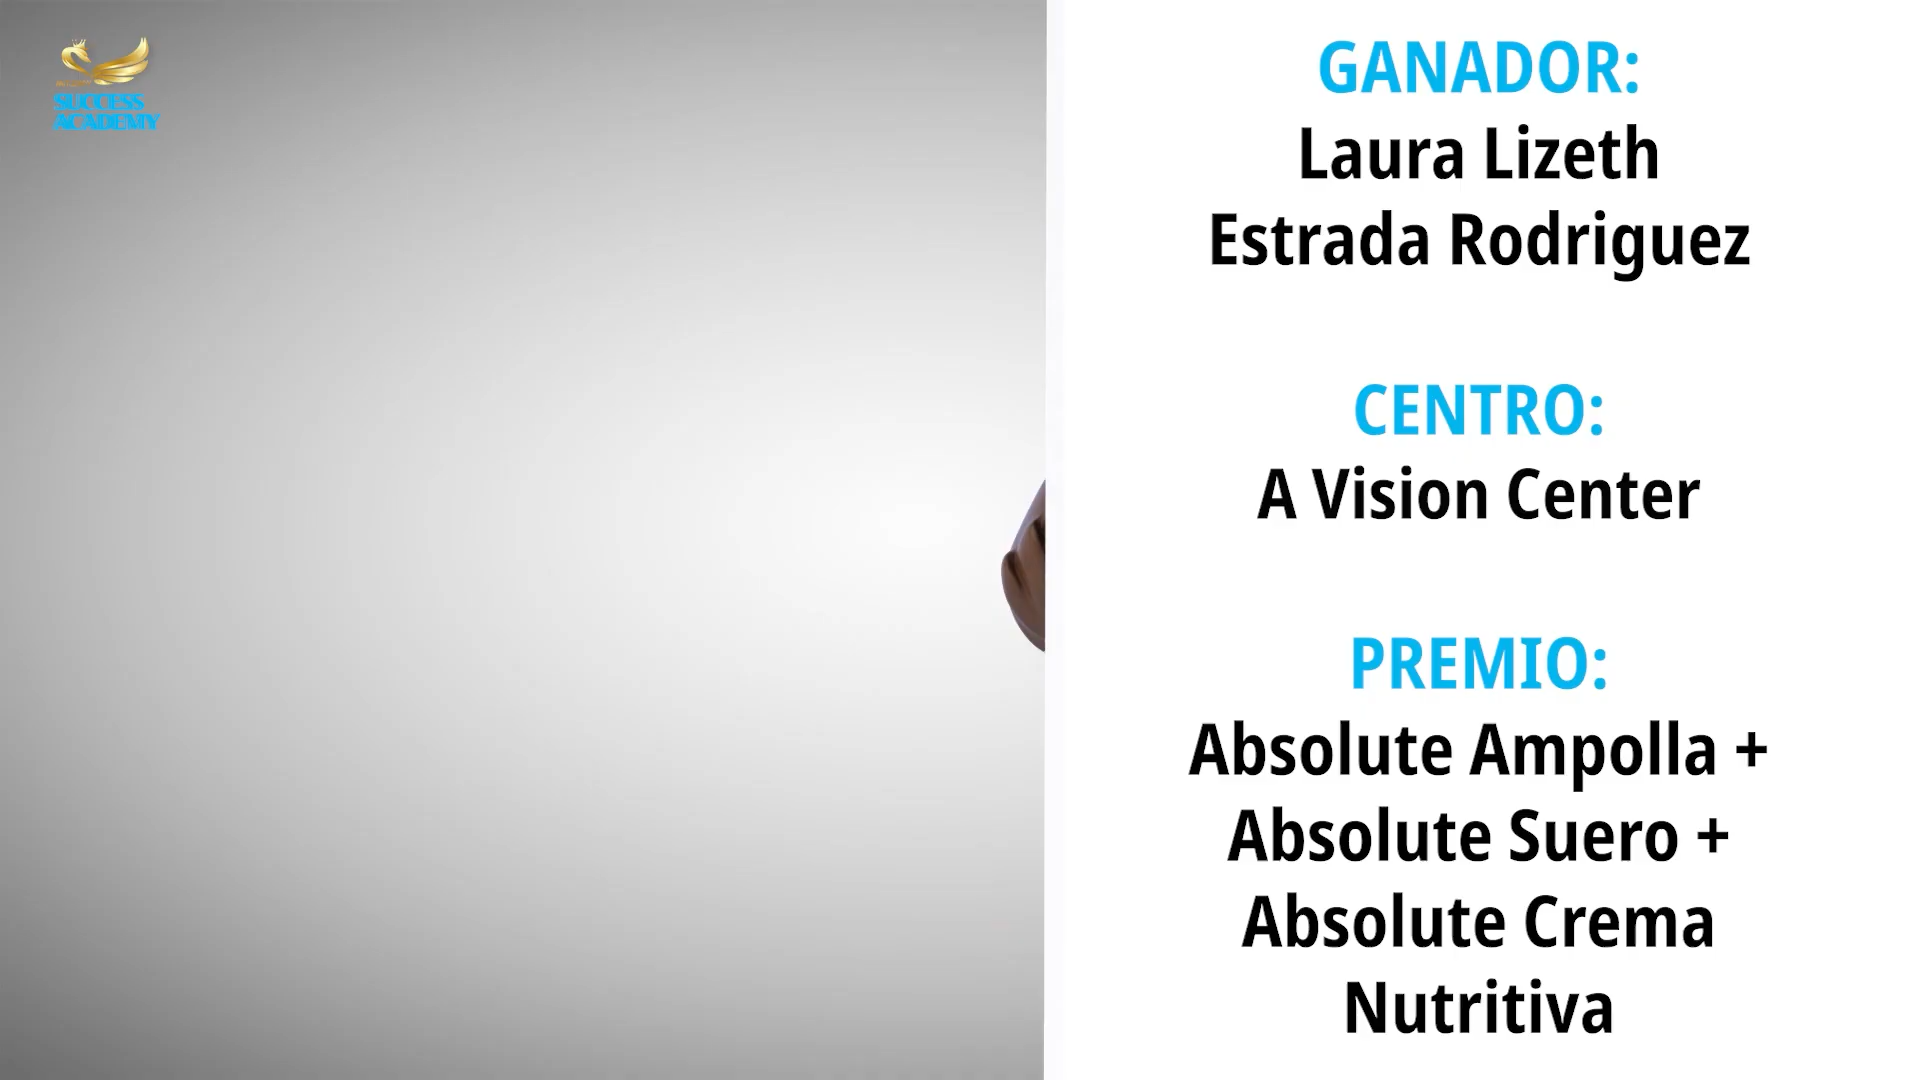 SUCCESS
ACADEMY
GANADOR:
Laura Lizeth
Estrada Rodriguez
CENTRO:
A Vision Center
PREMIO:
Absolute Ampolla +
Absolute Suero +
Absolute Crema
Nutritiva